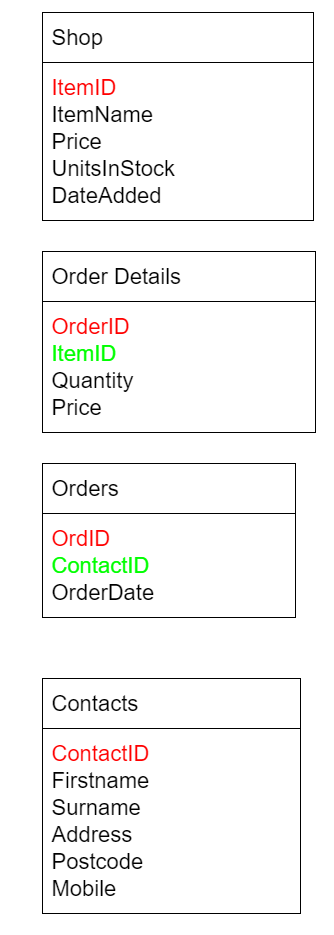 Shop
ItemID
ItemName
Price
UnitsInStock
DateAdded
Order Details
OrderID
ItemID
Quantity
Price
Orders
OrdID
ContactID
OrderDate
Contacts
ContactID
Firstname
Surname
Address
Postcode
Mobile